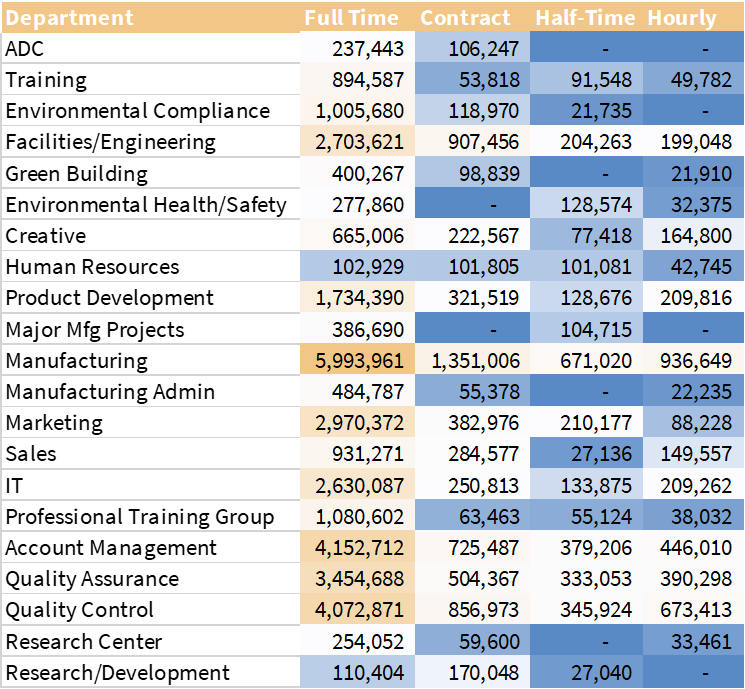 Department Full Time Contract Half-Time Hourly
ADC 237,443 106,247 - -
Training 894,587 53,818 91,548 49,782
Environmental Compliance 1,005,680 118,970 21,735 -
Facilities/Engineering 2,703,621 907,456 204,263 199,048
Green Building 400,267 98,839 - 21,910
Environmental Health/Safety 277,860 - 128,574 32,375
Creative 665,006 222,567 77,418 164,800
Human Resources 102,929 101,805 101,081 42,745
Product Development 1,734,390 321,519 128,676 209,816
Major Mfg Projects 386,690 - 104,715 -
Manufacturing 5,993,961 1,351,006 671,020 936,649
Manufacturing Admin 484,787 55,378 - 22,235
Marketing 2,970,372 382,976 210,177 88,228
Sales 931,271 284,577 27,136 149,557
IT 2,630,087 250,813 133,875 209,262
Professional Training Group 1,080,602 63,463 55,124 38,032
Account Management 4,152,712 725,487 379,206 446,010
Quality Assurance 3,454,688 504,367 333,053 390,298
Quality Control 4,072,871 856,973 345,924 673,413
Research Center 254,052 59,600 - 33,461
Research/Development 110,404 170,048 27,040 -